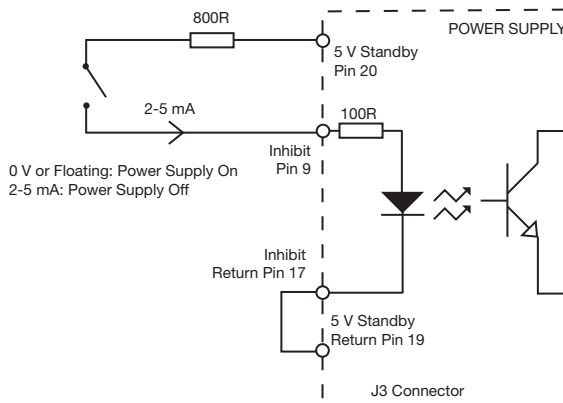 800R
POWER SUPPLY
5 V Standby
Pin 20
2-5 mA
100R
Inhibit
Pin 9
0 V or Floating: Power Supply On
2-5 mA: Power Supply Off
Inhibit
Return Pin 17
5 V Standby
Return Pin 19
J3 Connector